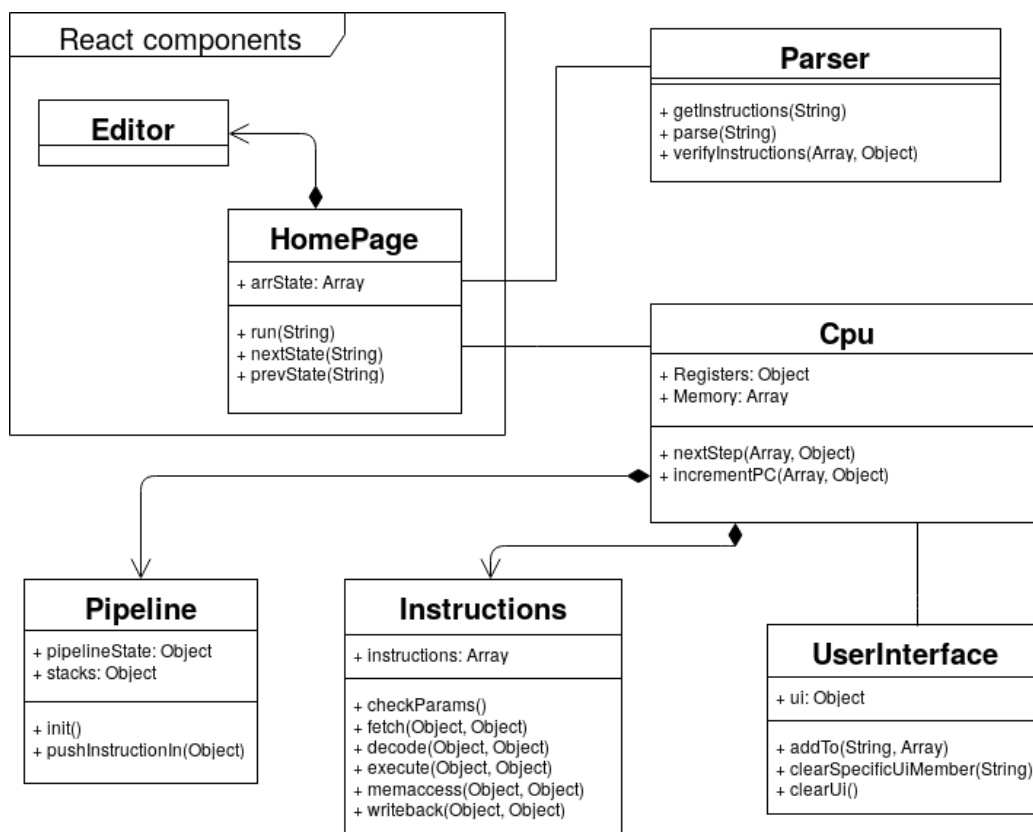 React components
Editor
HomePage
+ arrState: Array
+ run(String)
+ nextState(String)
+ prevState(String)
Parser
+ getInstructions(String)
+ parse(String)
+ verifyInstructions(Array, Object)
Cpu
+ Registers: Object
+ Memory: Array
+ nextStep(Array, Object)
+ incrementPC(Array, Object)
Pipeline
+ pipelineState: Object
+ stacks: Object
+ init()
+ pushInstructionIn(Object)
Instructions
+ instructions: Array
+ checkParams()
+ fetch(Object, Object)
+ decode(Object, Object)
+ execute(Object, Object)
+ memaccess(Object, Object)
+ writeback(Object, Object)
UserInterface
+ ui: Object
+ addTo(String, Array)
+ clearSpecificUiMember(String)
+ clearUi()